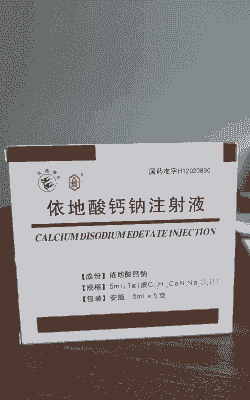 国药准字H12020830
依地酸钙钠注射液
CALCIUM DISODIUM EDETATE INJECTION
【成份】依地酸钙钠
【包装】安瓿 5ml×5支